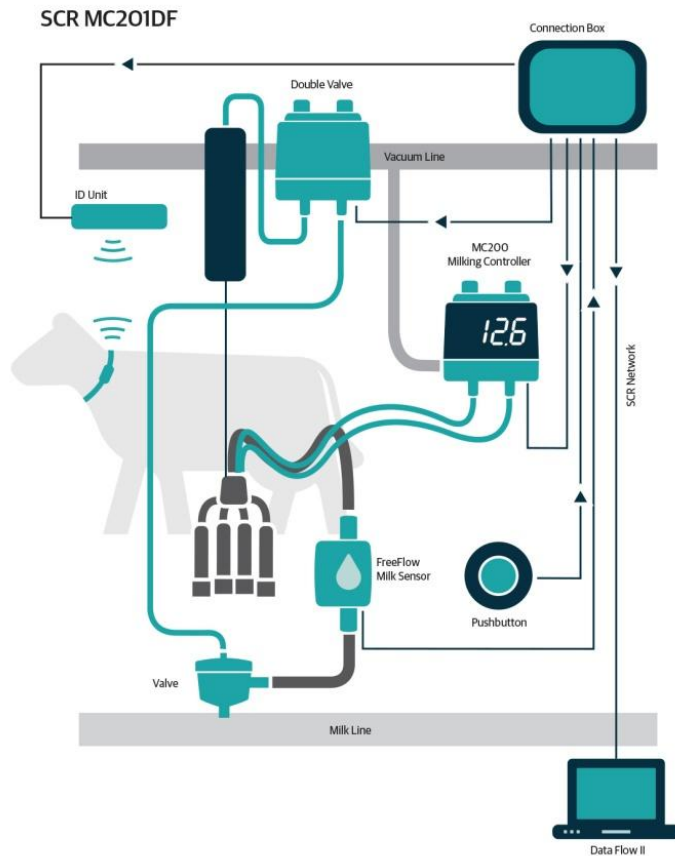 SCR MC201DF
Connection Box
Double Valve
Vacuum Line
ID Unit
MC200
Milking Controller
12.6
SCR Network
FreeFlow
Milk Sensor
Pushbutton
Valve
Milk Line
Data Flow II